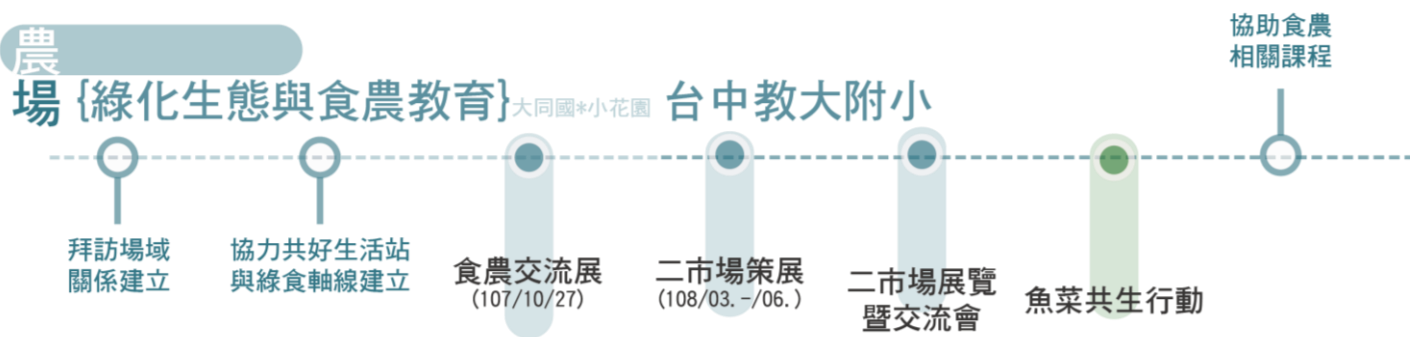 協助食農
相關課程
農
場 {綠化生態與食農教育}大同國*小花園 台中教大附小
拜訪場域
關係建立
協力共好生活站
與綠食軸線建立
食農交流展
(107/10/27)
二市場策展
(108/03.-/06.)
二市場展覽
暨交流會
魚菜共生行動